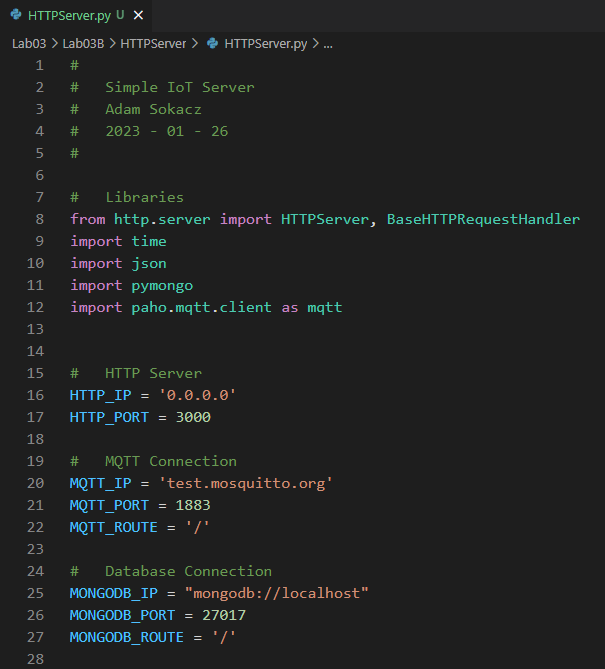 HTTPServer.py U ×
Lab03 > Lab03B > HTTPServer > HTTPServer.py > ...
1 #
2 #   Simple IoT Server
3 #   Adam Sokacz
4 #   2023 - 01 - 26
5 #
6
7 #   Libraries
8 from http.server import HTTPServer, BaseHTTPRequestHandler
9 import time
10 import json
11 import pymongo
12 import paho.mqtt.client as mqtt
13
14
15 #   HTTP Server
16 HTTP_IP = '0.0.0.0'
17 HTTP_PORT = 3000
18
19 #   MQTT Connection
20 MQTT_IP = 'test.mosquitto.org'
21 MQTT_PORT = 1883
22 MQTT_ROUTE = '/'
23
24 #   Database Connection
25 MONGODB_IP = "mongodb://localhost"
26 MONGODB_PORT = 27017
27 MONGODB_ROUTE = '/'
28